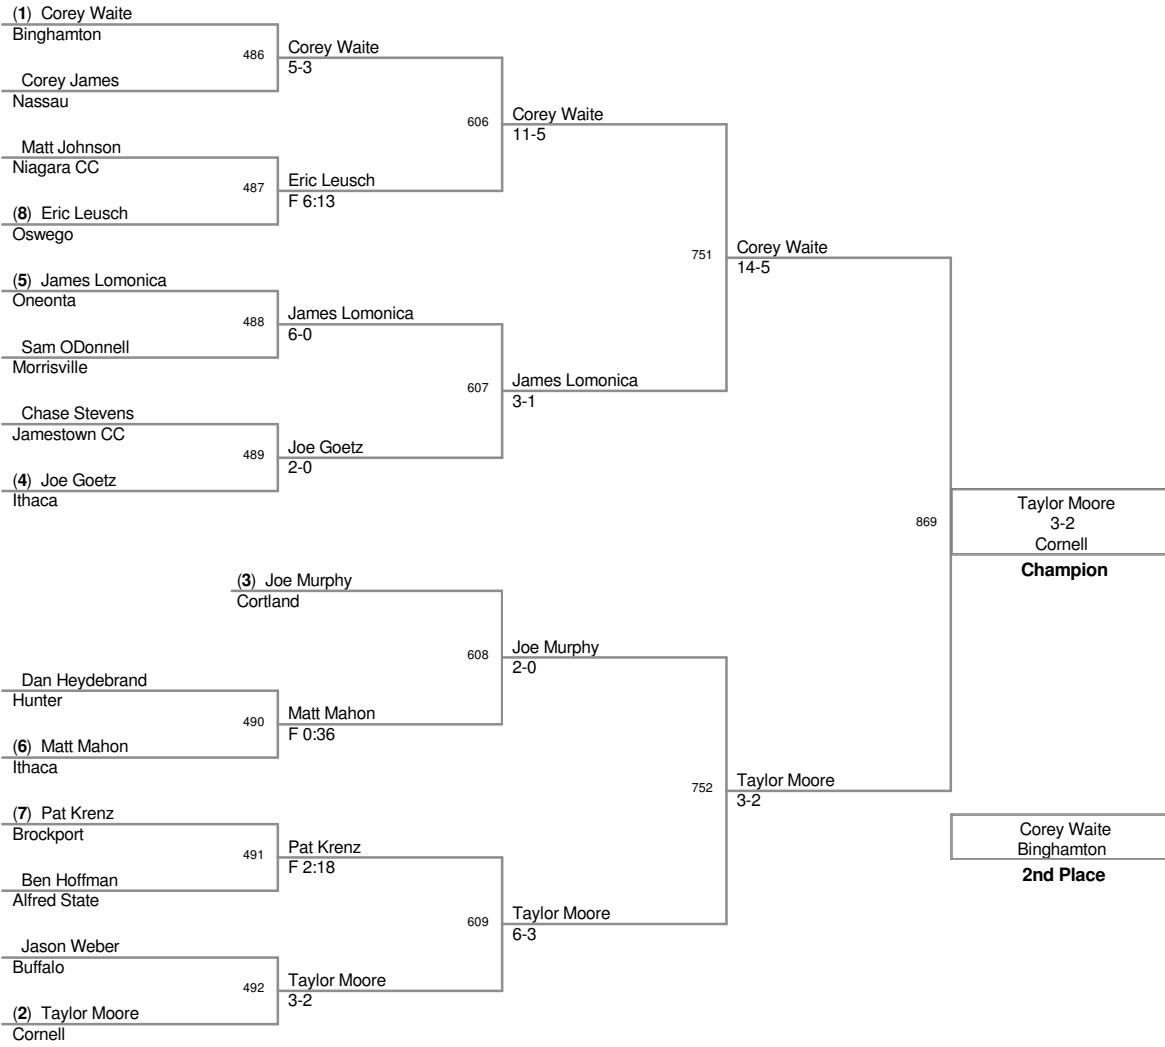 (1) Corey Waite
Binghamton
486
Corey Waite
5-3
Corey James
Nassau
606
Corey Waite
11-5
Matt Johnson
Niagara CC
487
Eric Leusch
F 6:13
(8) Eric Leusch
Oswego
751
Corey Waite
14-5
(5) James Lomonica
Oneonta
488
James Lomonica
6-0
Sam ODonnell
Morrisville
607
James Lomonica
3-1
Chase Stevens
Jamestown CC
489
Joe Goetz
2-0
(4) Joe Goetz
Ithaca
869
Taylor Moore
3-2
Cornell
Champion
(3) Joe Murphy
Cortland
608
Joe Murphy
2-0
Dan Heydebrand
Hunter
490
Matt Mahon
F 0:36
(6) Matt Mahon
Ithaca
752
Taylor Moore
3-2
(7) Pat Krenz
Brockport
491
Pat Krenz
F 2:18
Corey Waite
Binghamton
2nd Place
Ben Hoffman
Alfred State
609
Taylor Moore
6-3
Jason Weber
Buffalo
492
Taylor Moore
3-2
(2) Taylor Moore
Cornell